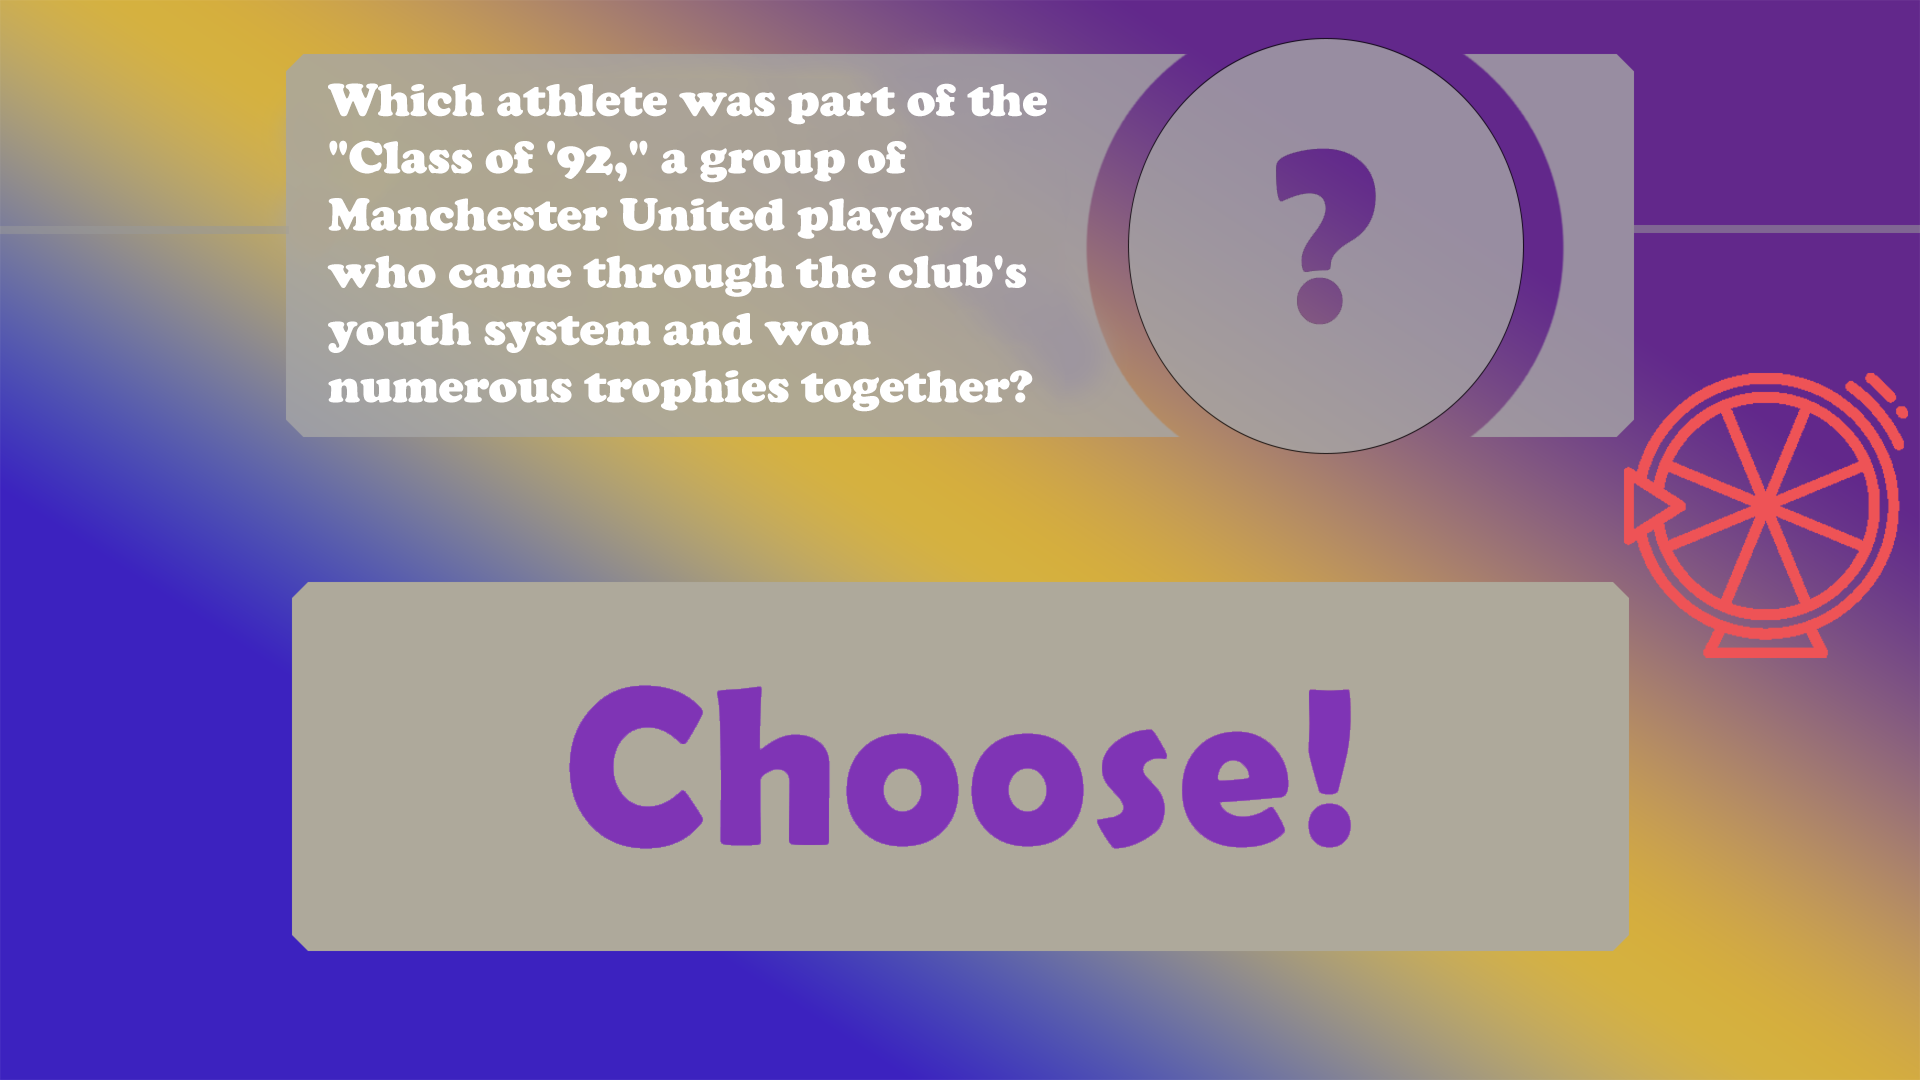 Which athlete was part of the
"Class of '92," a group of
Manchester United players
who came through the club's
youth system and won
numerous trophies together?
?
Choose!